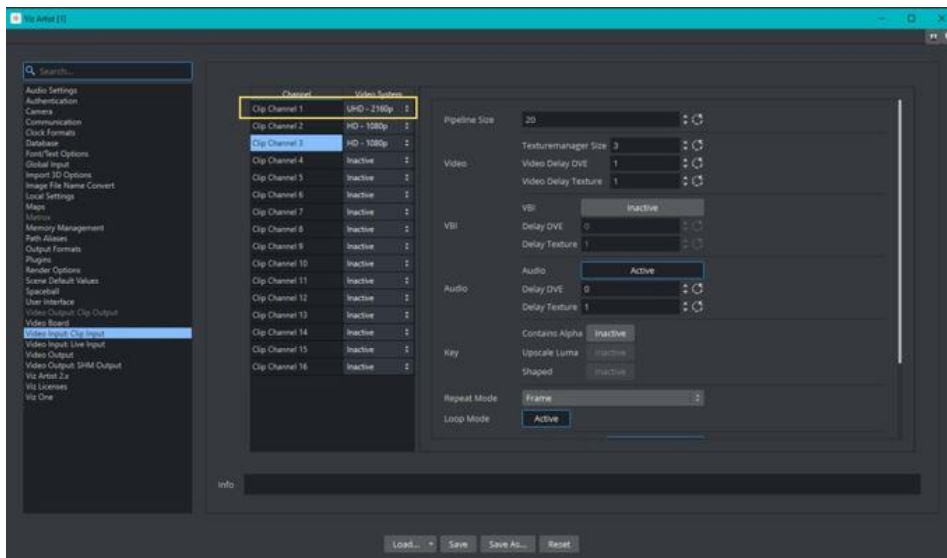 Viz Artist [1]
Search...
Audio Settings
Authentication
Camera
Communication
Clock Formats
Database
Font/Text Options
Global Input
Import 3D Options
Image File Name Convert
Local Settings
Maps
Matrox
Memory Management
Path Aliases
Output Formats
Plugins
Render Options
Scene Default Values
Spaceball
User Interface
Video Output: Clip Output
Video Board
Video Input: Clip Input
Video Input: Live Input
Video Output
Video Output: SHM Output
Viz Artist 2.x
Viz Licenses
Viz One
Channel Video System
Clip Channel 1 UHD - 2160p
Clip Channel 2 HD - 1080p
Clip Channel 3 HD - 1080p
Clip Channel 4 Inactive
Clip Channel 5 Inactive
Clip Channel 6 Inactive
Clip Channel 7 Inactive
Clip Channel 8 Inactive
Clip Channel 9 Inactive
Clip Channel 10 Inactive
Clip Channel 11 Inactive
Clip Channel 12 Inactive
Clip Channel 13 Inactive
Clip Channel 14 Inactive
Clip Channel 15 Inactive
Clip Channel 16 Inactive
Pipeline Size 20
Texturemanager Size 3
Video Video Delay DVE 1
Video Delay Texture 1
VBI Inactive
VBI Delay DVE 0
Delay Texture 1
Audio Active
Audio Delay DVE 0
Delay Texture 1
Contains Alpha Inactive
Key Upscale Luma Inactive
Shaped Inactive
Repeat Mode Frame
Loop Mode Active
Info
Load... Save Save As... Reset